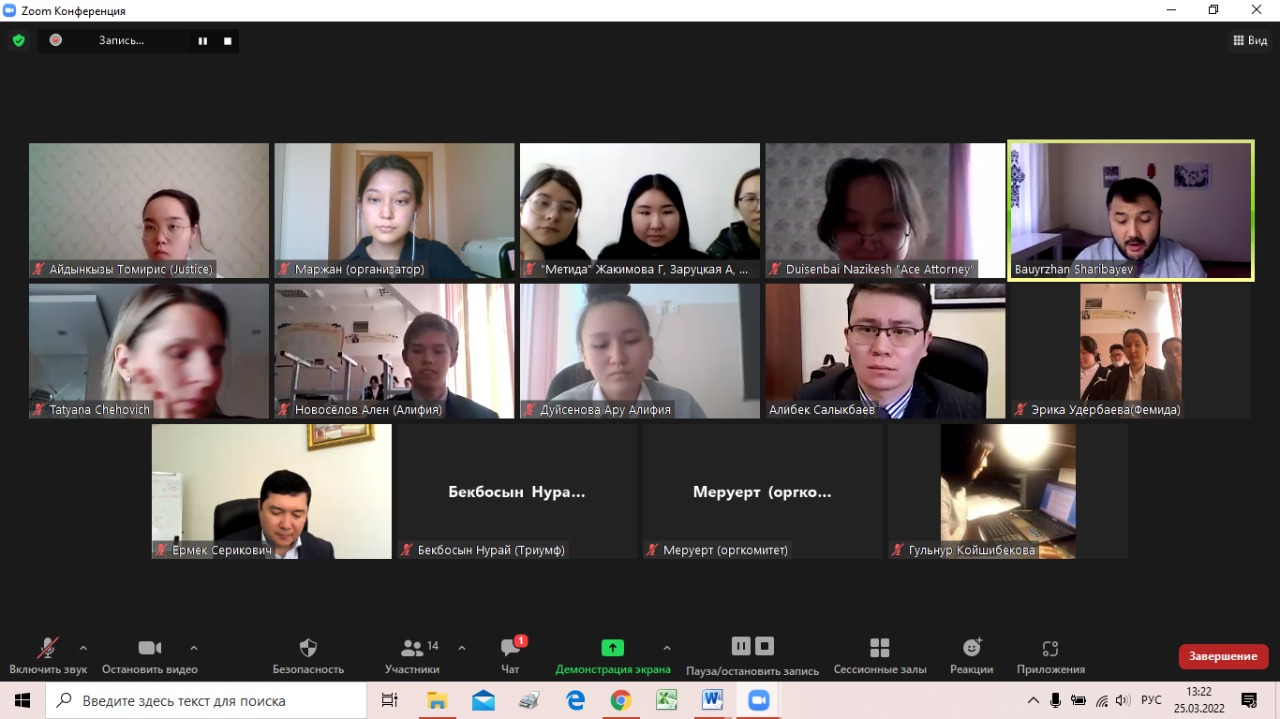 Zoom Конференция
Запись...
Вид
Айдынкызы Томирис (Justice)
Маржан (организатор)
"Метида" Жакимова Г, Заруцкая А, ...
Duisenbai Nazikesh "Ace Attorney"
Bauyrzhan Sharibayev
Tatyana Chehovich
Новосёлов Ален (Алифия)
Дуйсенова Ару Алифия
Алибек Салыкбаев
Эрика Удербаева(Фемида)
Ермек Серикович
Бекбосын Нура...
Бекбосын Нурай (Триумф)
Меруерт (оргко...
Меруерт (оргкомитет)
Гульнур Койшибекова
Включить звук
Остановить видео
Безопасность
14
Участники
1
Чат
Демонстрация экрана
Пауза/остановить запись
Сессионные залы
Реакции
Приложения
Завершение
Введите здесь текст для поиска
РУС
13:22
25.03.2022